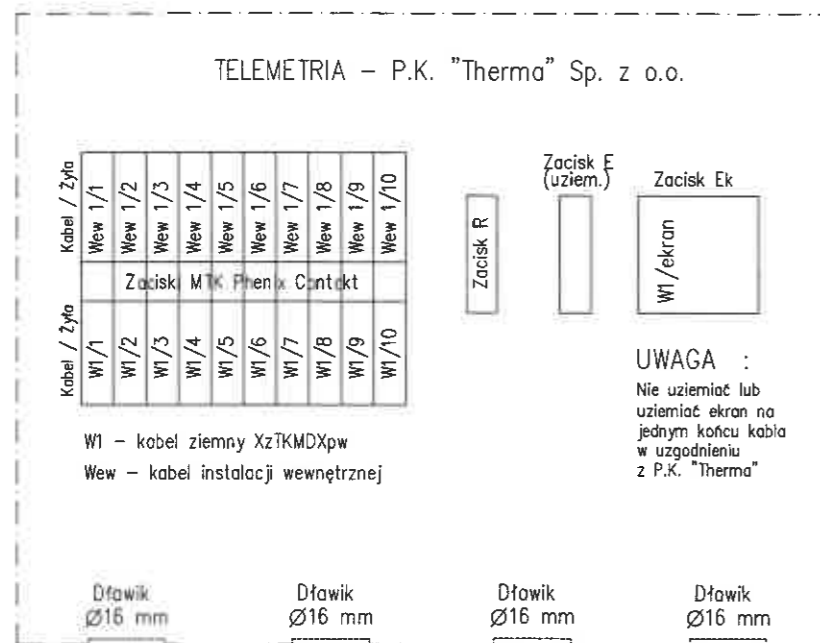 TELEMETRIA – P.K. "Therma" Sp. z o.o.
Kabel / Żyła
Wew 1/1 Wew 1/2 Wew 1/3 Wew 1/4 Wew 1/5 Wew 1/6 Wew 1/7 Wew 1/8 Wew 1/9 Wew 1/10
Zaciski MTK Phenix Contakt
Kabel / Żyła
W1/1 W1/2 W1/3 W1/4 W1/5 W1/6 W1/7 W1/8 W1/9 W1/10
Zacisk R
Zacisk E
(uziem.)
Zacisk Ek
W1/ekran
UWAGA :
Nie uziemiać lub
uziemiać ekran na
jednym końcu kabla
w uzgodnieniu
z P.K. "Therma"
W1 – kabel ziemny XzTKMDXpw
Wew – kabel instalacji wewnętrznej
Dławik
Ø16 mm
Dławik
Ø16 mm
Dławik
Ø16 mm
Dławik
Ø16 mm